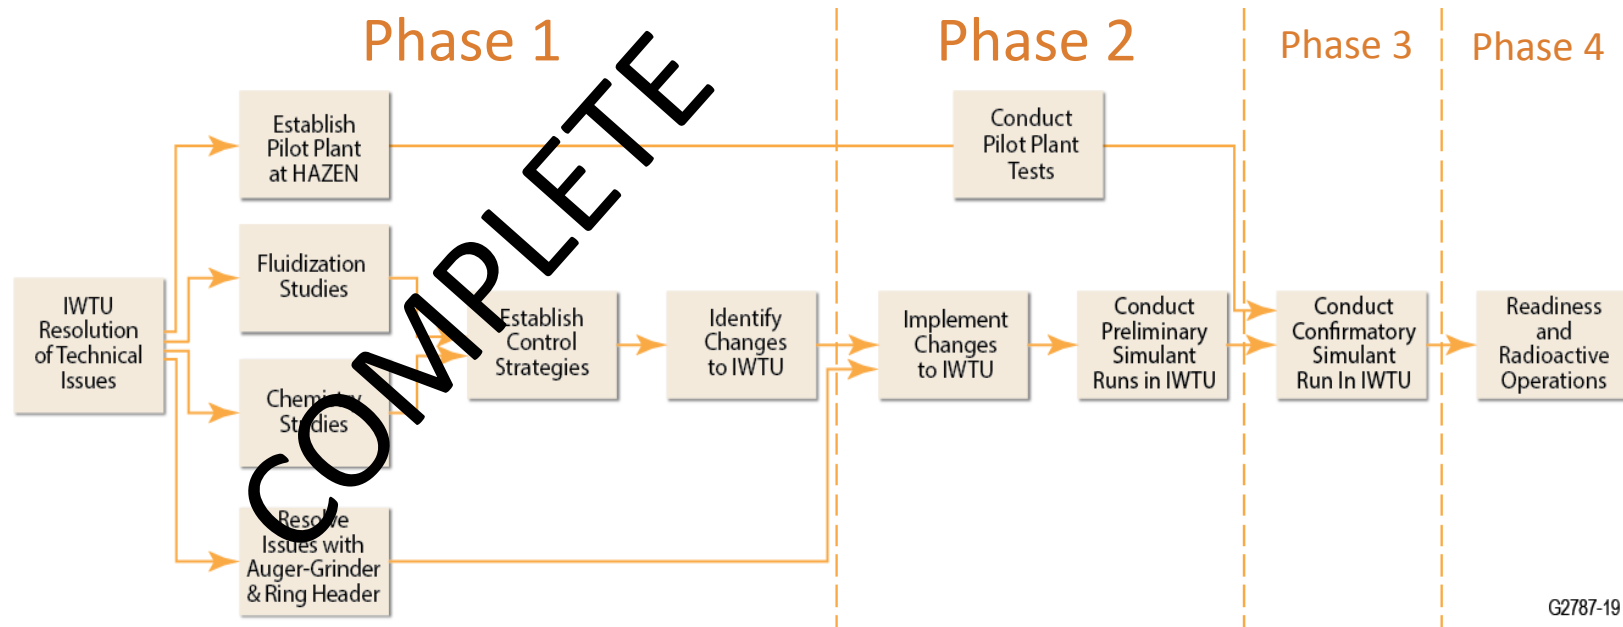 Phase 1
Phase 2
Phase 3
Phase 4
Establish
Pilot Plant
at HAZEN
Conduct
Pilot Plant
Tests
Fluidization
Studies
IWTU
Resolution
of Technical
Issues
Establish
Control
Strategies
Identify
Changes
to IWTU
Implement
Changes
to IWTU
Conduct
Preliminary
Simulant
Runs in IWTU
Conduct
Confirmatory
Simulant
Run In IWTU
Readiness
and
Radioactive
Operations
Chemistry
Studies
Resolve
Issues with
Auger-Grinder
& Ring Header
COMPLETE
G2787-19